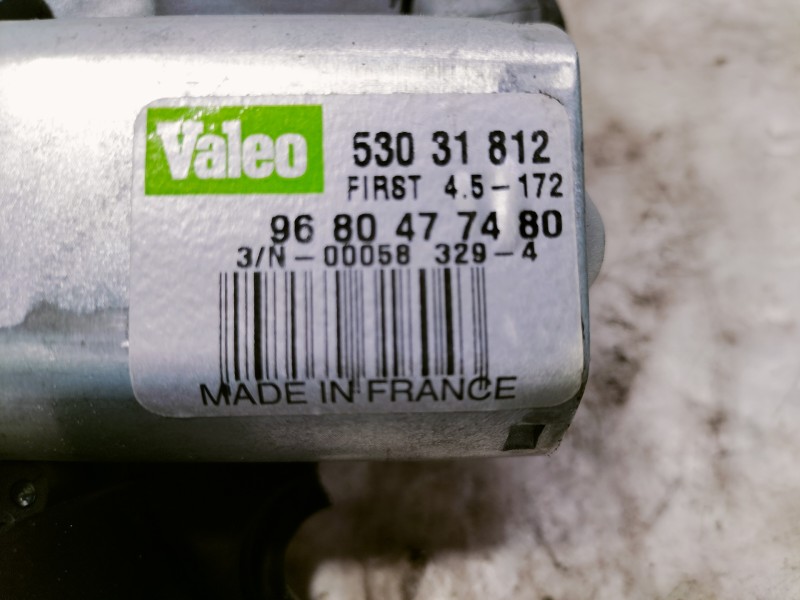 Valeo 530 31 812
FIRST 4.5-172
96 80 47 74 80
3/N-00058 329-4
MADE IN FRANCE